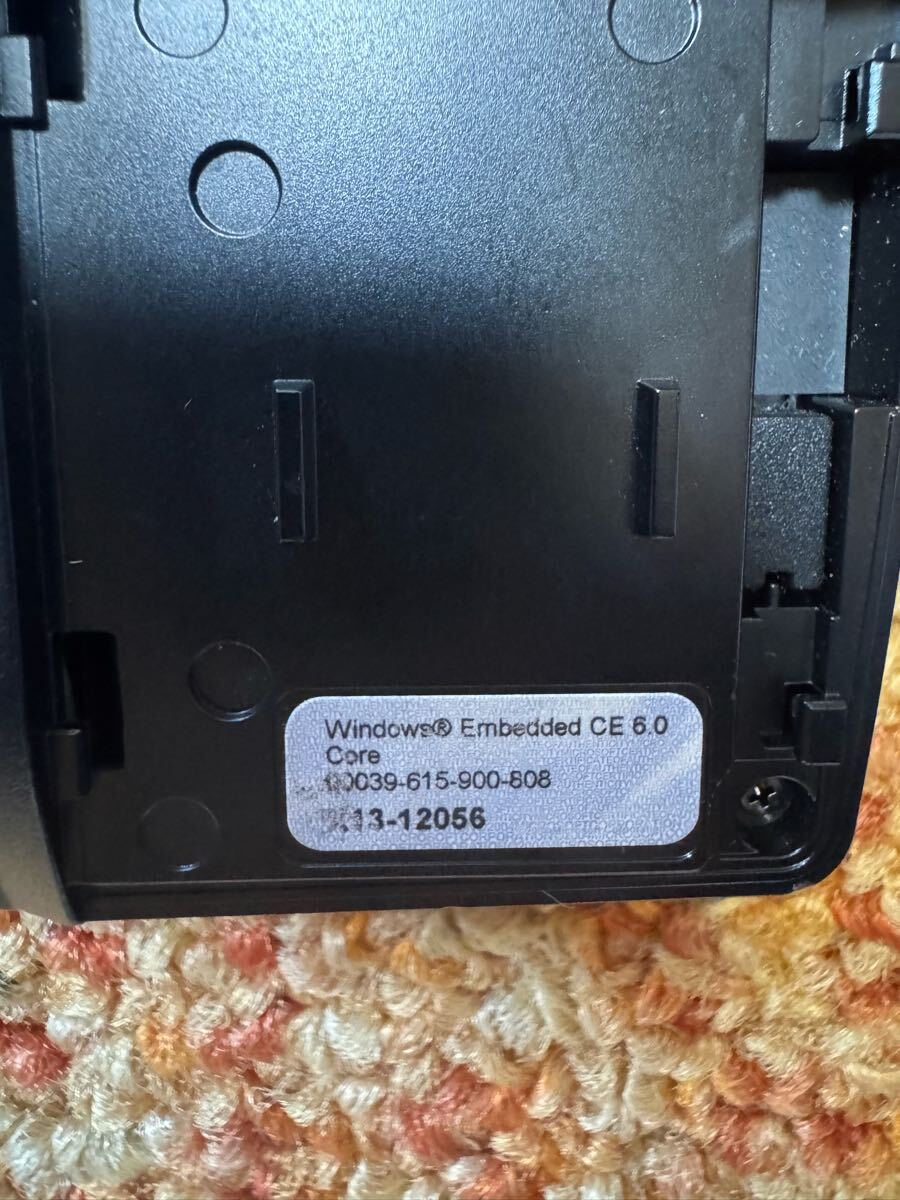 Windows® Embedded CE 6.0
Core
00039-615-900-808
X13-12056